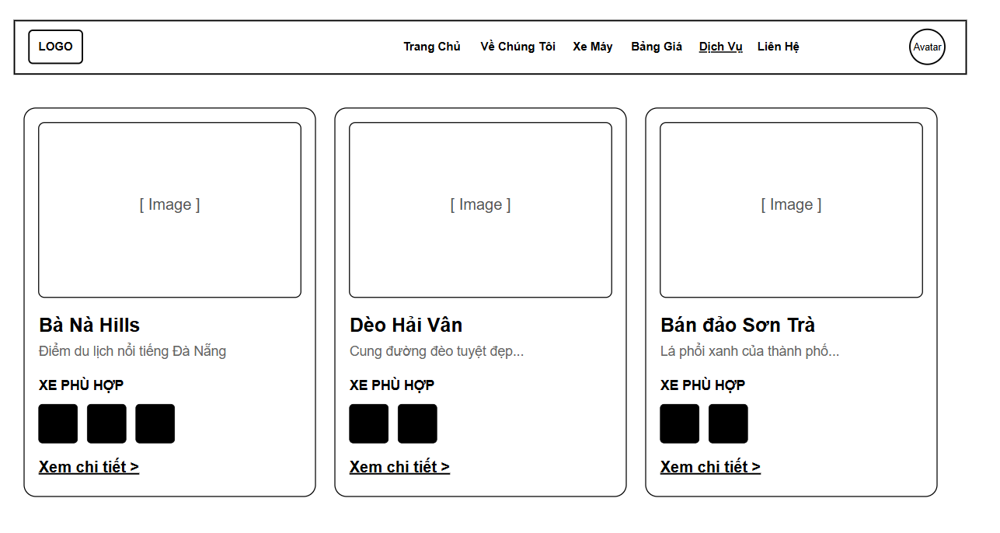 LOGO
Trang Chủ
Về Chúng Tôi
Xe Máy
Bảng Giá
Dịch Vụ
Liên Hệ
Avatar
[ Image ]
Bà Nà Hills
Điểm du lịch nổi tiếng Đà Nẵng
XE PHÙ HỢP
Xem chi tiết >
[ Image ]
Dèo Hải Vân
Cung đường đèo tuyệt đẹp...
XE PHÙ HỢP
Xem chi tiết >
[ Image ]
Bán đảo Sơn Trà
Lá phổi xanh của thành phố...
XE PHÙ HỢP
Xem chi tiết >